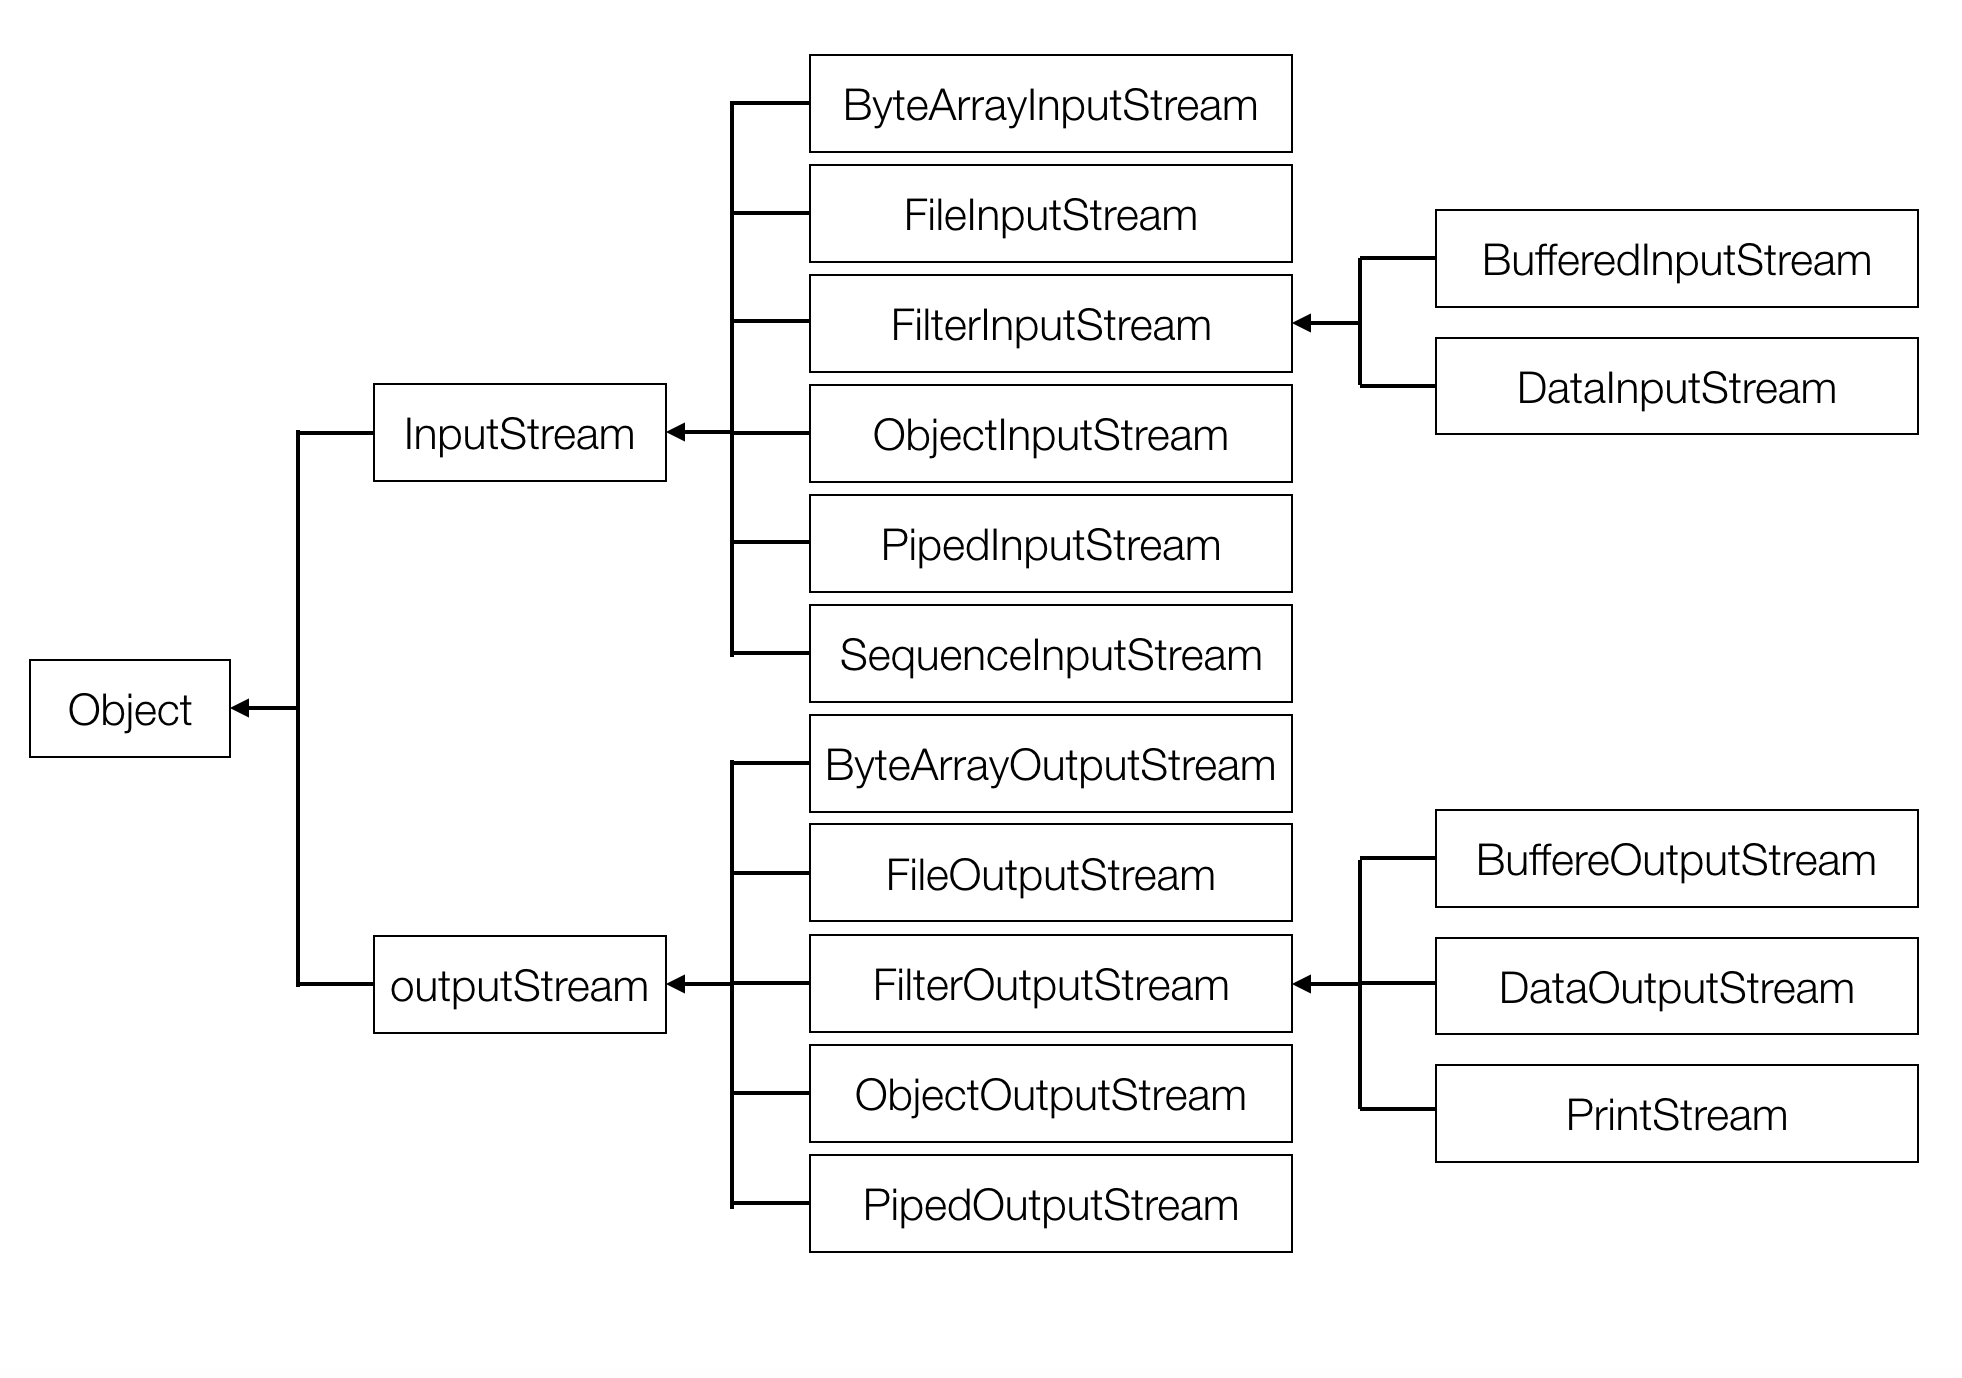 Object
InputStream
outputStream
ByteArrayInputStream
FileInputStream
FilterInputStream
ObjectInputStream
PipedInputStream
SequenceInputStream
ByteArrayOutputStream
FileOutputStream
FilterOutputStream
ObjectOutputStream
PipedOutputStream
BufferedInputStream
DataInputStream
BuffereOutputStream
DataOutputStream
PrintStream